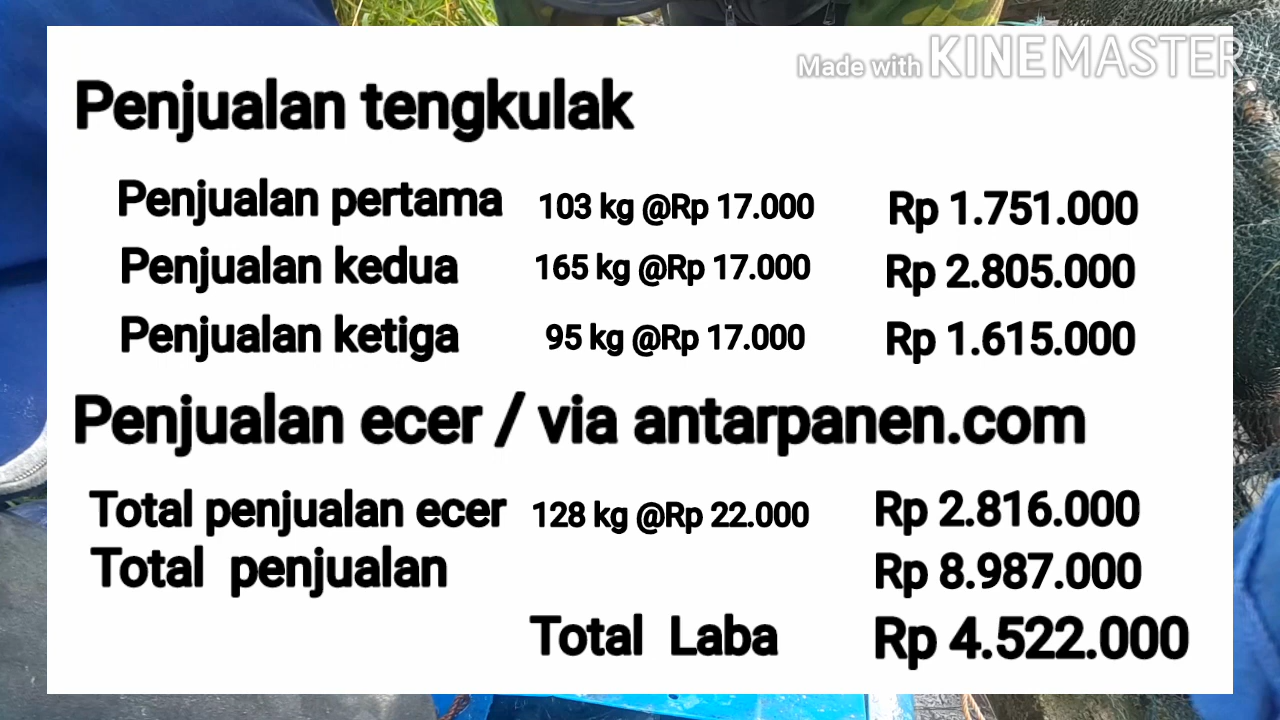 Made with KINEMASTER
Penjualan tengkulak
Penjualan pertama 103 kg @Rp 17.000 Rp 1.751.000
Penjualan kedua 165 kg @Rp 17.000 Rp 2.805.000
Penjualan ketiga 95 kg @Rp 17.000 Rp 1.615.000
Penjualan ecer / via antarpanen.com
Total penjualan ecer 128 kg @Rp 22.000 Rp 2.816.000
Total penjualan Rp 8.987.000
Total Laba Rp 4.522.000